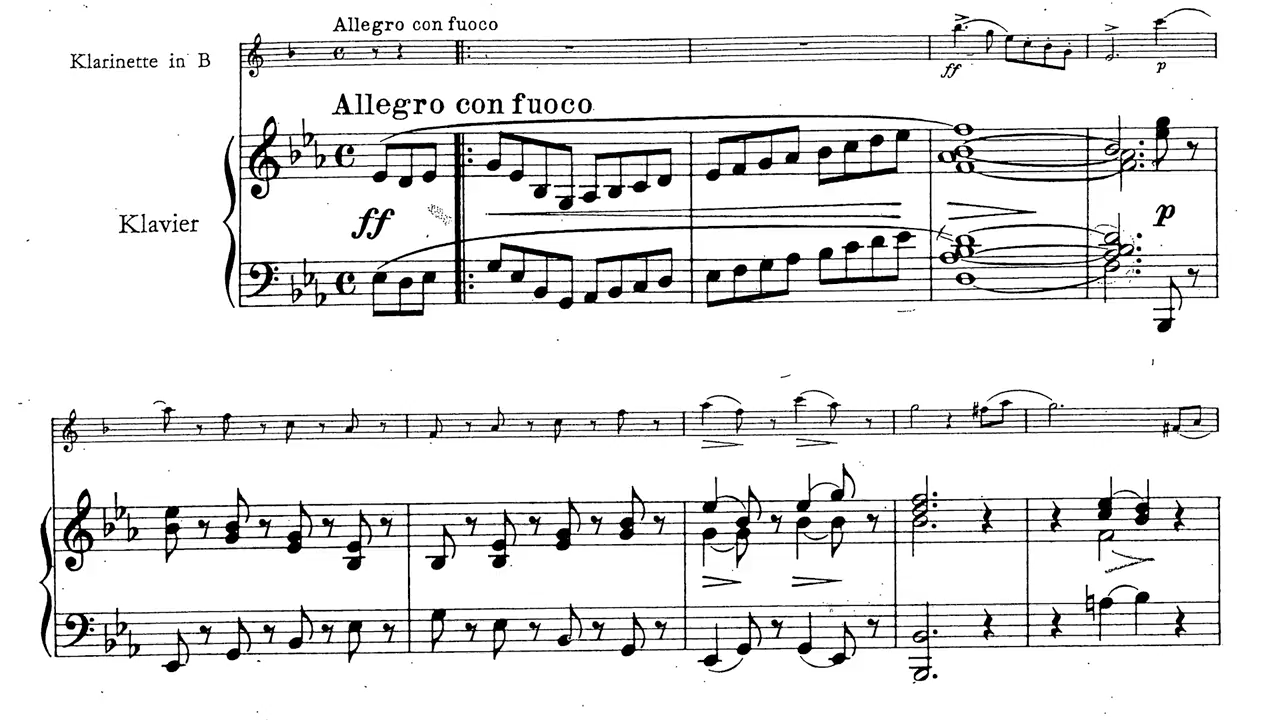 Allegro con fuoco
Klarinette in B
ff
p
Allegro con fuoco
Klavier
ff
p